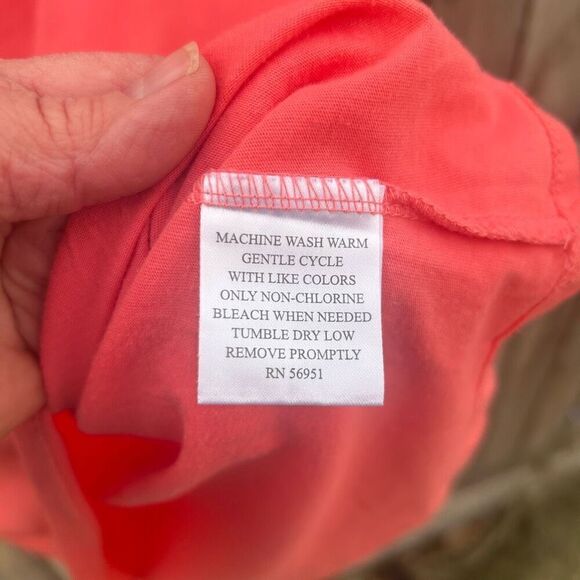 MACHINE WASH WARM
GENTLE CYCLE
WITH LIKE COLORS
ONLY NON-CHLORINE
BLEACH WHEN NEEDED
TUMBLE DRY LOW
REMOVE PROMPTLY
RN 56951